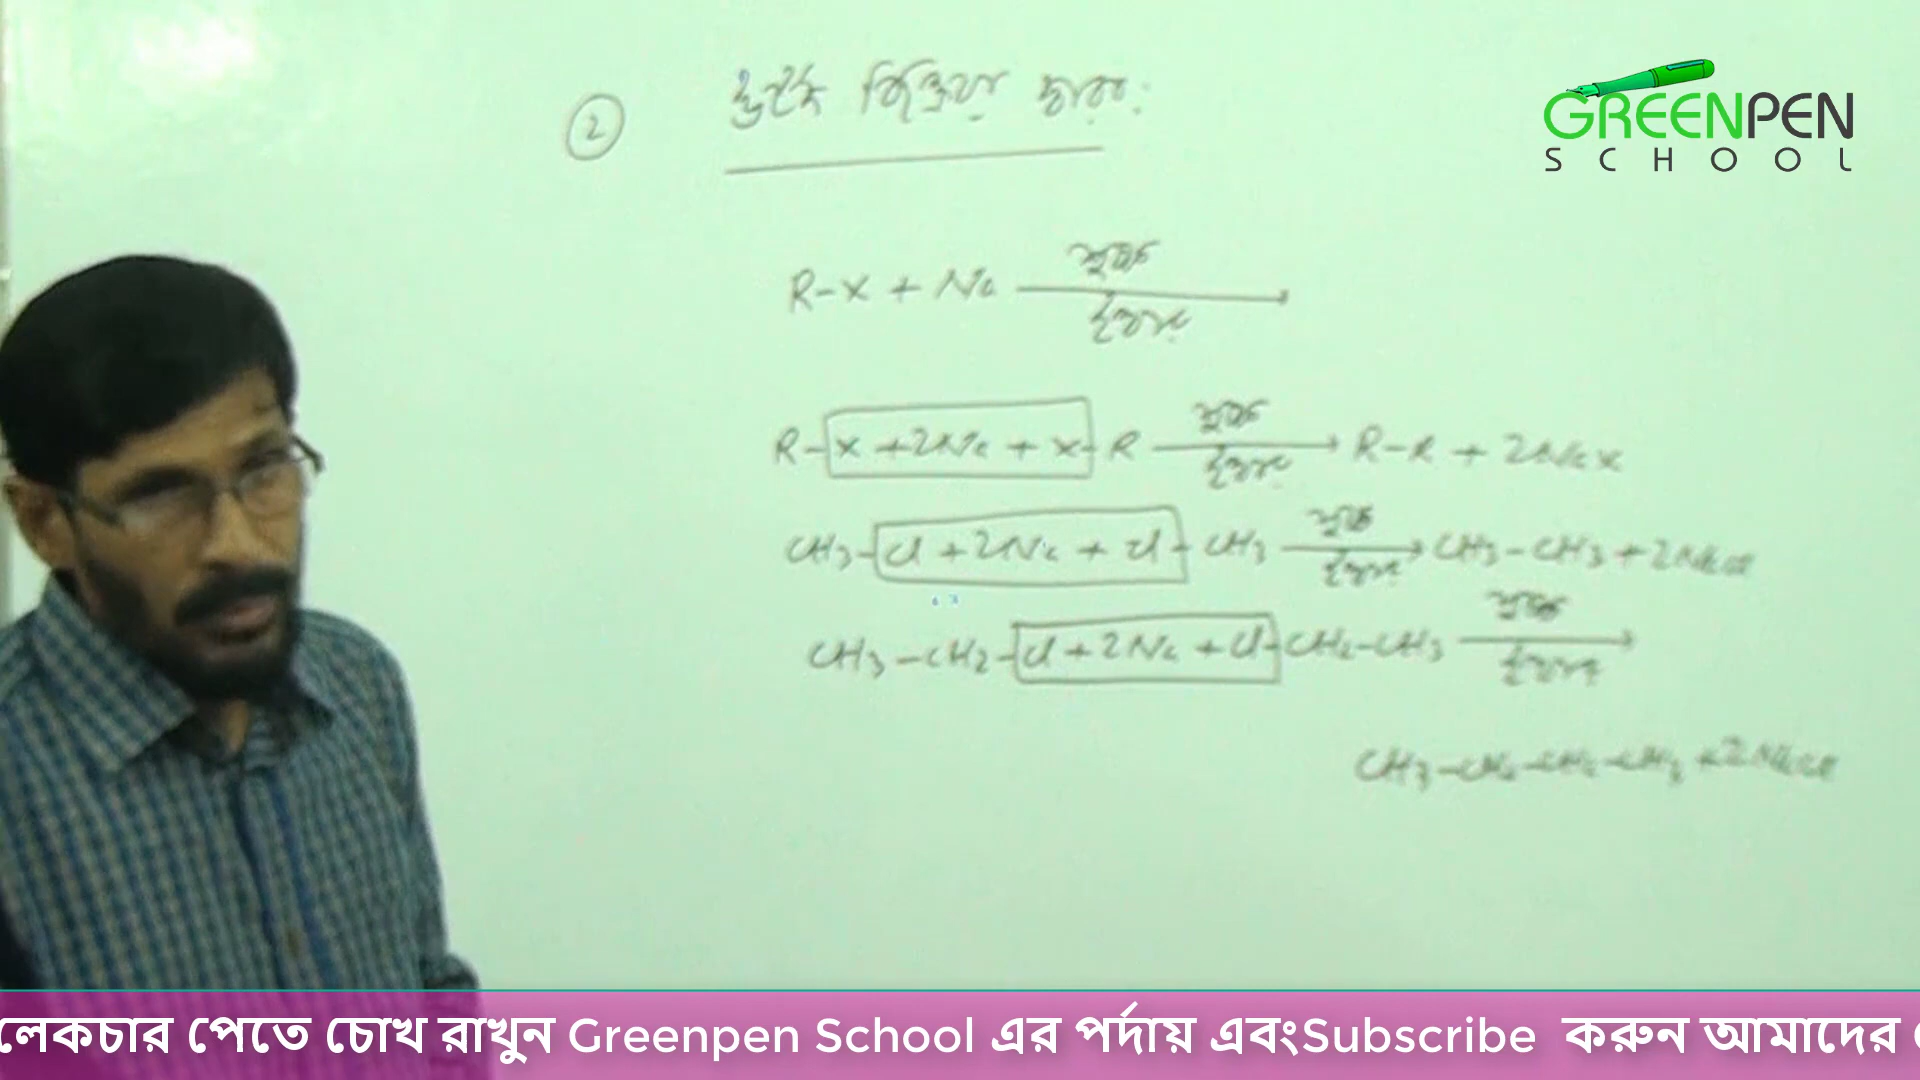 GREENPEN
SCHOOL
2 উর্টজ বিক্রিয়া দ্বারা:
R-X + Na শুষ্ক ইথার
R-X + 2Na + X-R শুষ্ক ইথার R-R + 2NaX
CH3-Cl + 2Na + Cl-CH3 শুষ্ক ইথার CH3-CH3 + 2NaCl
CH3-CH2-Cl + 2Na + Cl-CH2-CH3 শুষ্ক ইথার
CH3-CH2-CH2-CH3 + 2NaCl
লেকচার পেতে চোখ রাখুন Greenpen School এর পর্দায় এবংSubscribe করুন আমাদের